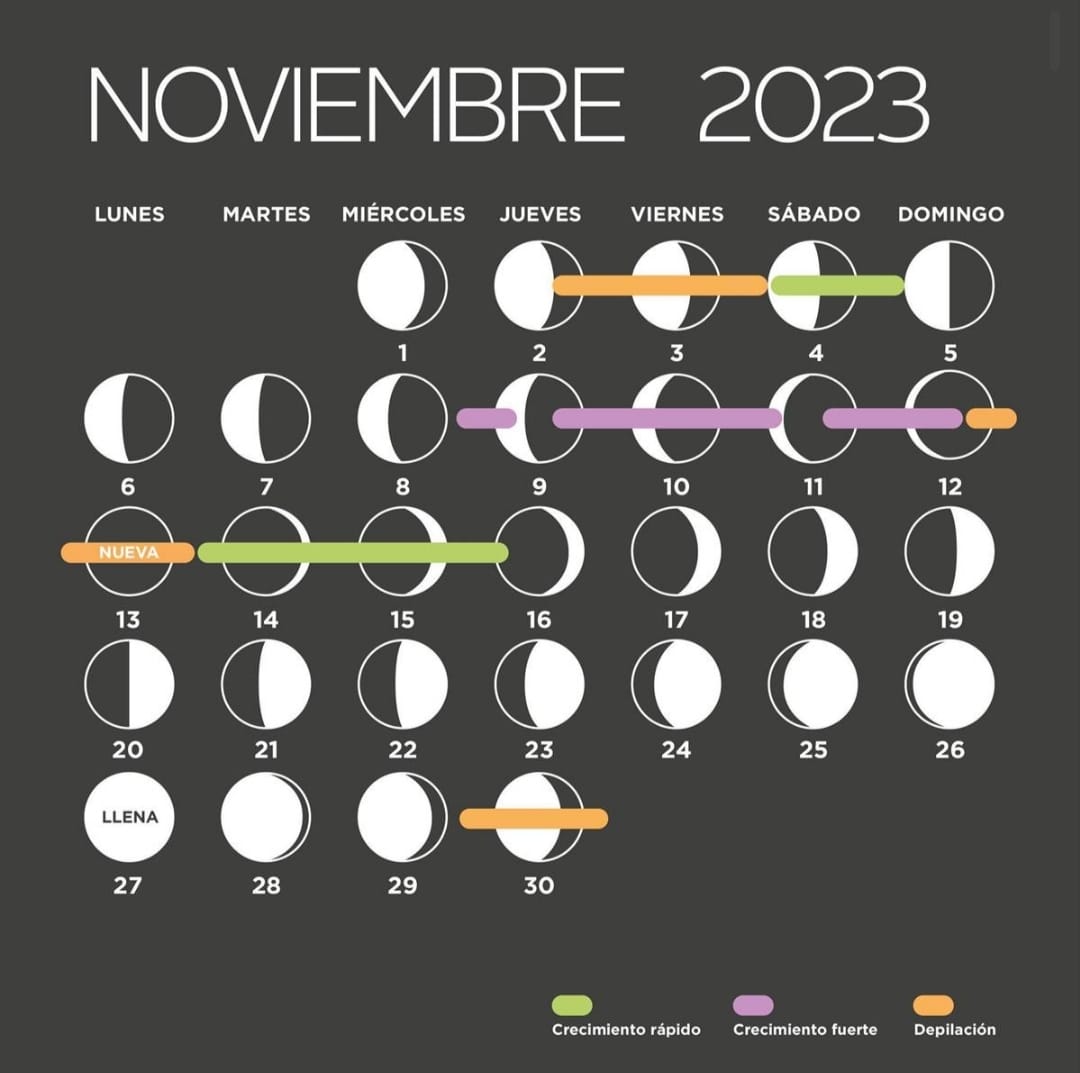 NOVIEMBRE 2023
LUNES MARTES MIÉRCOLES JUEVES VIERNES SÁBADO DOMINGO
1 2 3 4 5
6 7 8 9 10 11 12
NUEVA
13 14 15 16 17 18 19
20 21 22 23 24 25 26
LLENA
27 28 29 30
Crecimiento rápido Crecimiento fuerte Depilación